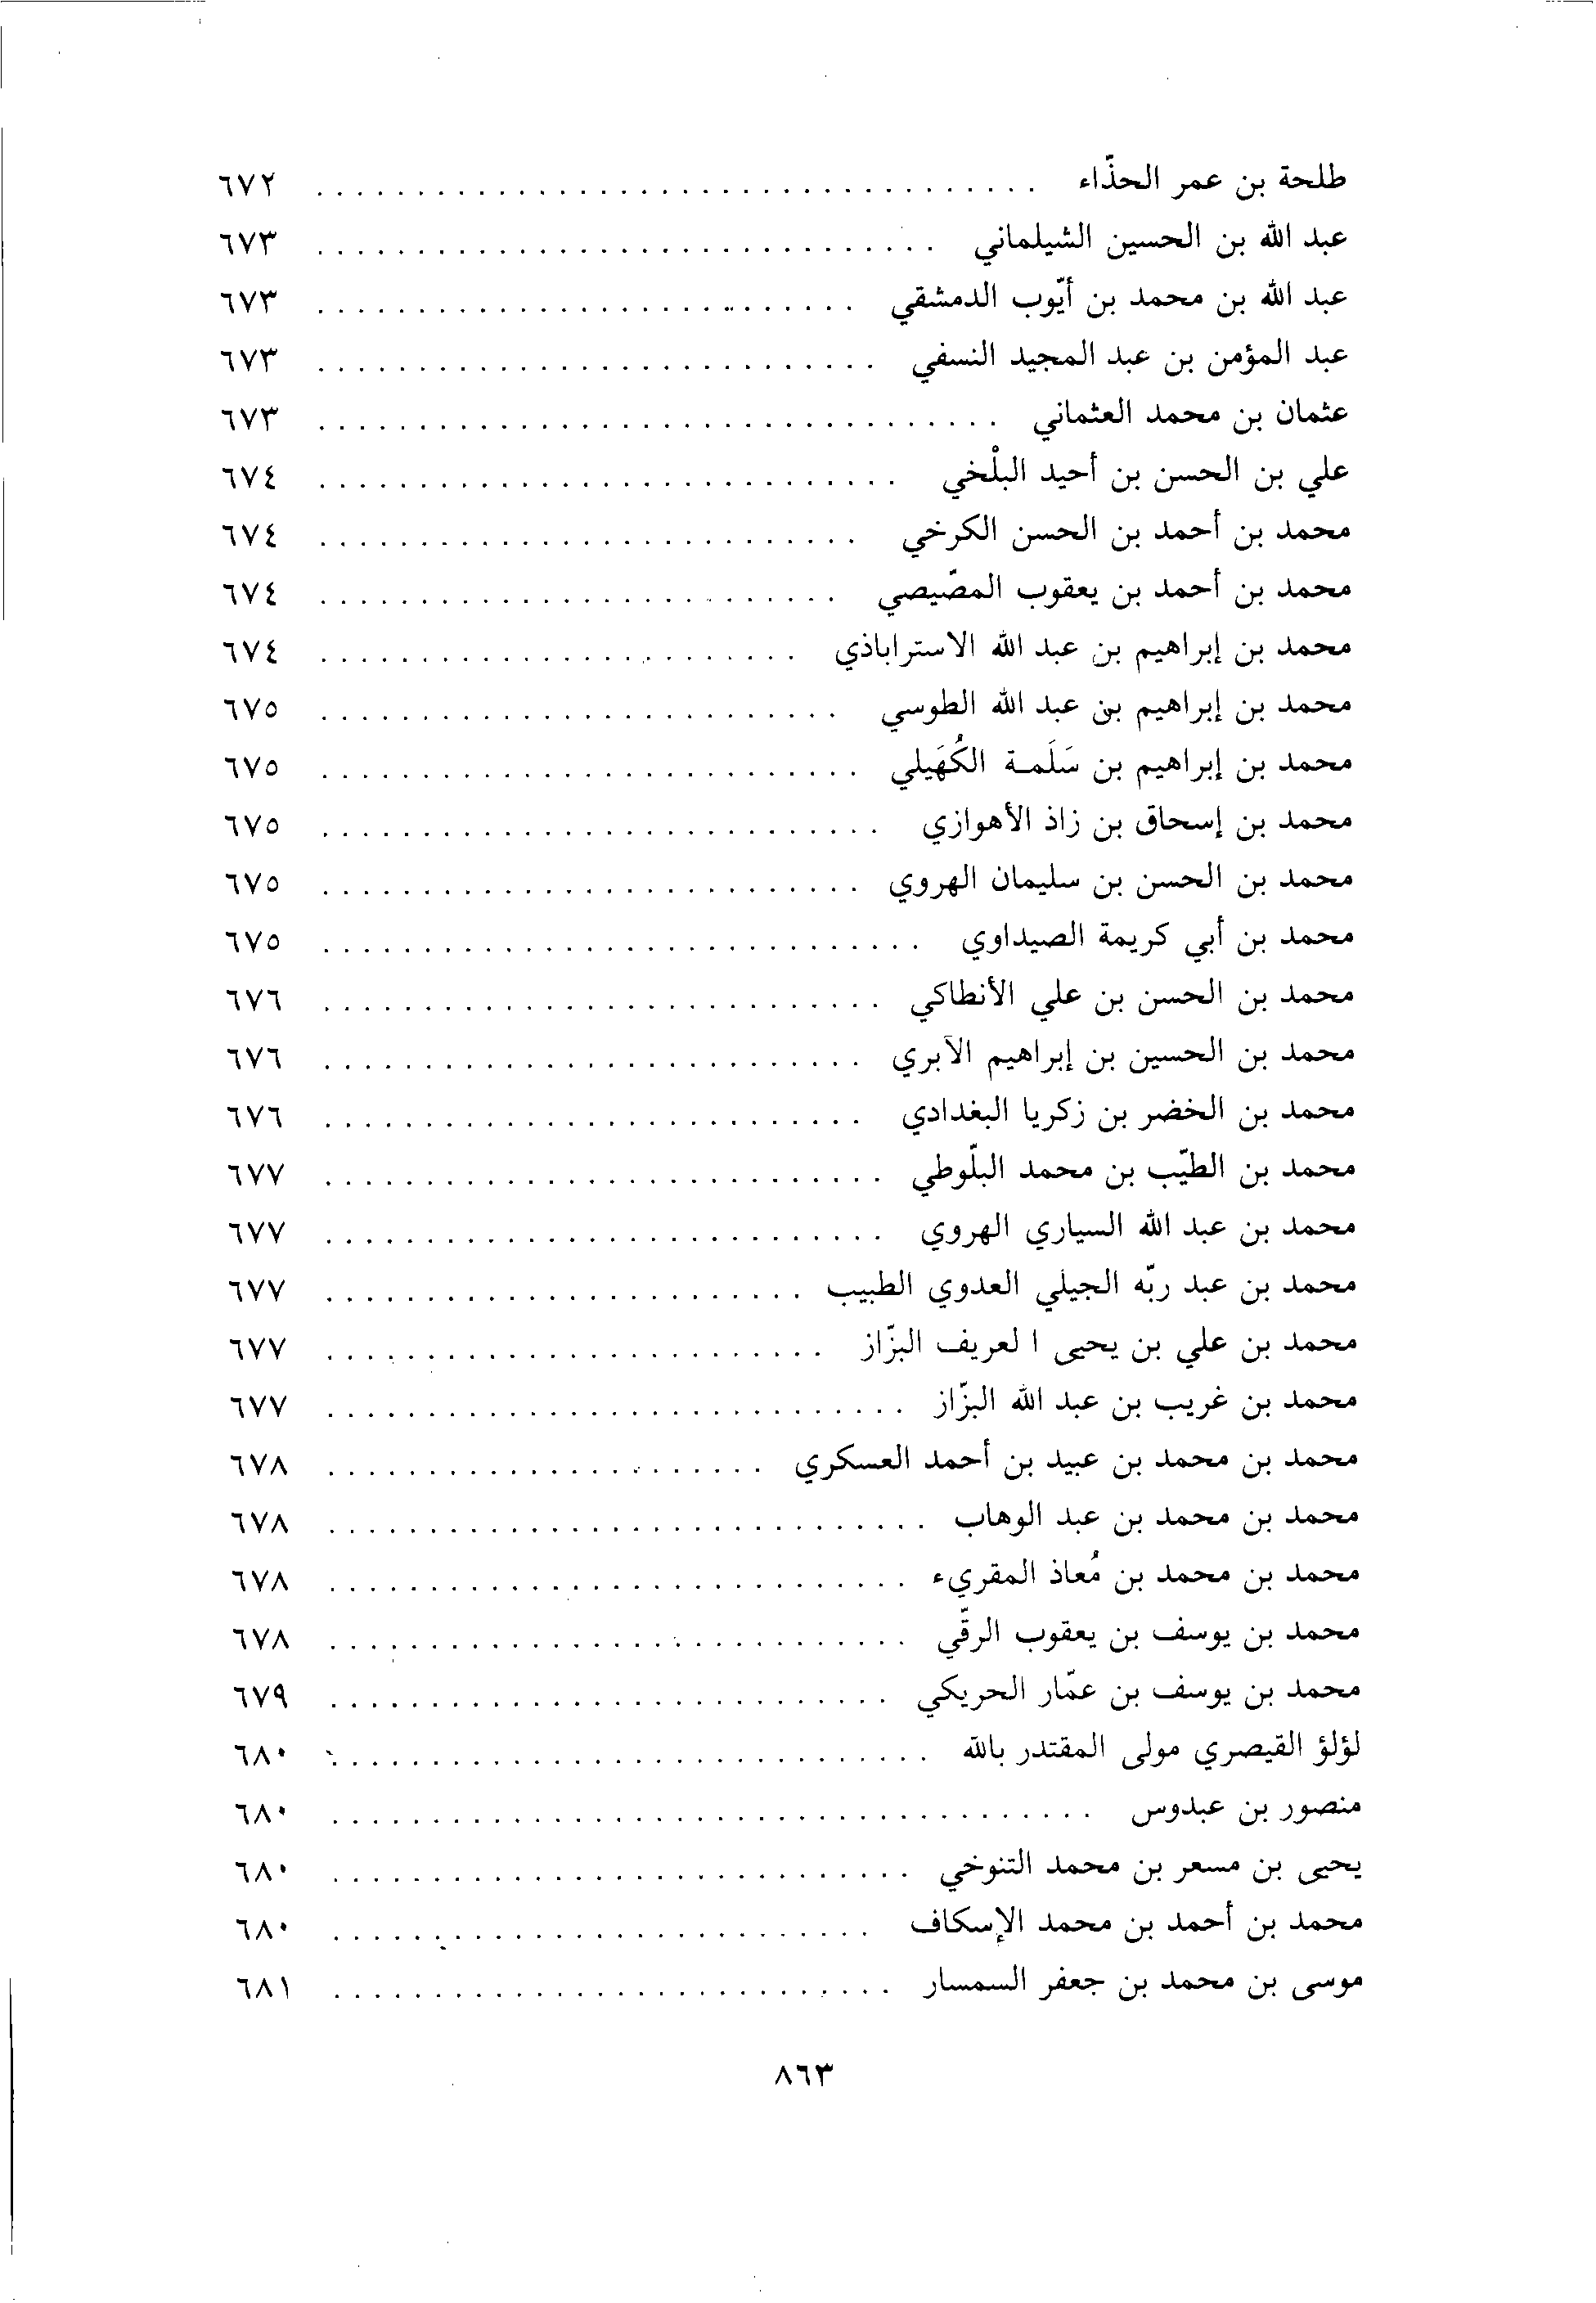 طلحة بن عمر الحذّاء . . . . . . . . . . ٦٧٢
عبد الله بن الحسين الشيلماني . . . . . . . . . . ٦٧٣
عبد الله بن محمد بن أيّوب الدمشقي . . . . . . . . . . ٦٧٣
عبد المؤمن بن عبد المجيد النسفي . . . . . . . . . . ٦٧٣
عثمان بن محمد العثماني . . . . . . . . . . ٦٧٣
علي بن الحسن بن أحيد البلْخي . . . . . . . . . . ٦٧٤
محمد بن أحمد بن الحسن الكرخي . . . . . . . . . . ٦٧٤
محمد بن أحمد بن يعقوب المصّيصي . . . . . . . . . . ٦٧٤
محمد بن إبراهيم بن عبد الله الاستراباذي . . . . . . . . . . ٦٧٤
محمد بن إبراهيم بن عبد الله الطوسي . . . . . . . . . . ٦٧٥
محمد بن إبراهيم بن سَلَمـة الكُهَيلي . . . . . . . . . . ٦٧٥
محمد بن إسحاق بن زاذ الأهوازي . . . . . . . . . . ٦٧٥
محمد بن الحسن بن سليمان الهروي . . . . . . . . . . ٦٧٥
محمد بن أبي كريمة الصيداوي . . . . . . . . . . ٦٧٥
محمد بن الحسن بن علي الأنطاكي . . . . . . . . . . ٦٧٦
محمد بن الحسين بن إبراهيم الآبري . . . . . . . . . . ٦٧٦
محمد بن الخضر بن زكريا البغدادي . . . . . . . . . . ٦٧٦
محمد بن الطيّب بن محمد البلّوطي . . . . . . . . . . ٦٧٧
محمد بن عبد الله السياري الهروي . . . . . . . . . . ٦٧٧
محمد بن عبد ربّه الجيلي العدوي الطبيب . . . . . . . . . . ٦٧٧
محمد بن علي بن يحيى ا لعريف البزّاز . . . . . . . . . . ٦٧٧
محمد بن غريب بن عبد الله البزّاز . . . . . . . . . . ٦٧٧
محمد بن محمد بن عبيد بن أحمد العسكري . . . . . . . . . . ٦٧٨
محمد بن محمد بن عبد الوهاب . . . . . . . . . . ٦٧٨
محمد بن محمد بن مُعاذ المقريء . . . . . . . . . . ٦٧٨
محمد بن يوسف بن يعقوب الرقّي . . . . . . . . . . ٦٧٨
محمد بن يوسف بن عمّار الحريكي . . . . . . . . . . ٦٧٩
لؤلؤ القيصري مولى المقتدر بالله . . . . . . . . . . ٦٨٠
منصور بن عبدوس . . . . . . . . . . ٦٨٠
يحيى بن مسعر بن محمد التنوخي . . . . . . . . . . ٦٨٠
محمد بن أحمد بن محمد الإسكاف . . . . . . . . . . ٦٨٠
موسى بن محمد بن جعفر السمسار . . . . . . . . . . ٦٨١
٨٦٣